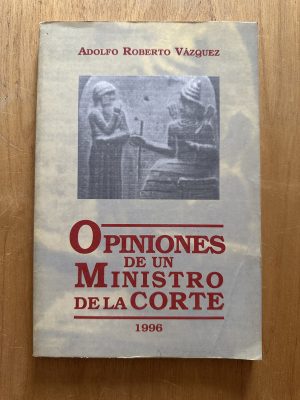 ADOLFO ROBERTO VÁZQUEZ
OPINIONES
DE UN
MINISTRO
DE LA CORTE
1996